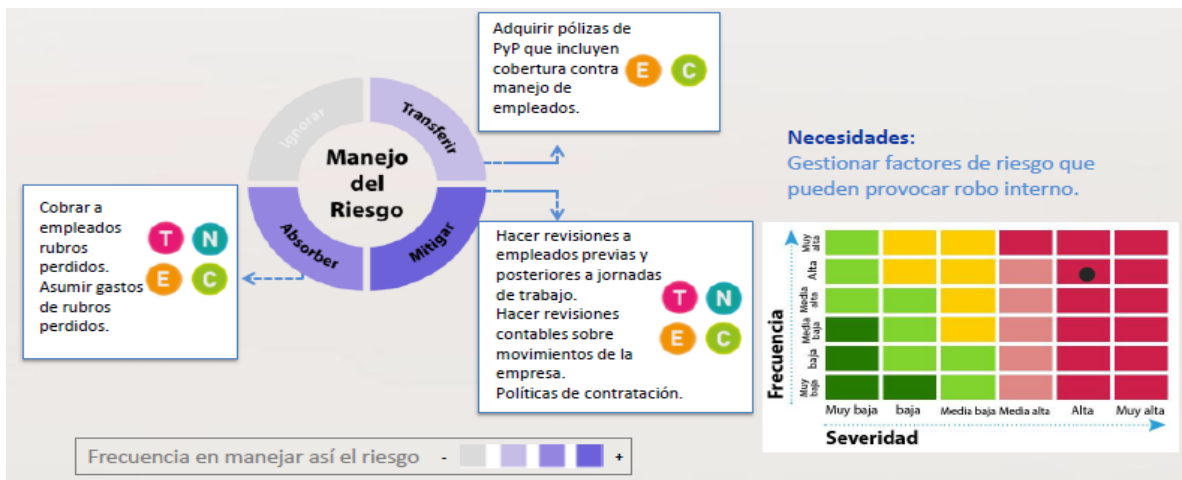 Adquirir pólizas de
PyP que incluyen
cobertura contra
manejo de
empleados.
E C
Ignorar
Transferir
Manejo
del
Riesgo
Absorber
Mitigar
Necesidades:
Gestionar factores de riesgo que
pueden provocar robo interno.
Cobrar a
empleados
rubros
perdidos.
Asumir gastos
de rubros
perdidos.
T N
E C
Hacer revisiones a
empleados previas y
posteriores a jornadas
de trabajo.
Hacer revisiones
contables sobre
movimientos de la
empresa.
Políticas de contratación.
T N
E C
Frecuencia
Muy
alta
Alta
Media
alta
Media
baja
baja
Muy
baja
Muy baja baja Media baja Media alta Alta Muy alta
Severidad
Frecuencia en manejar así el riesgo - +